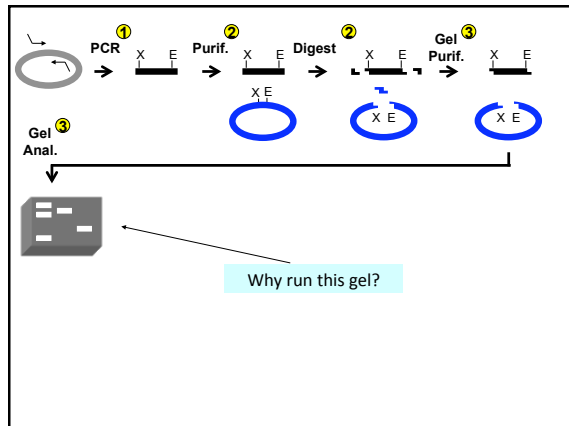 PCR 1
Purif. 2
Digest 2
Gel Purif. 3
X E
X E
X E
X E
X E
X E
X E
Gel Anal. 3
Why run this gel?